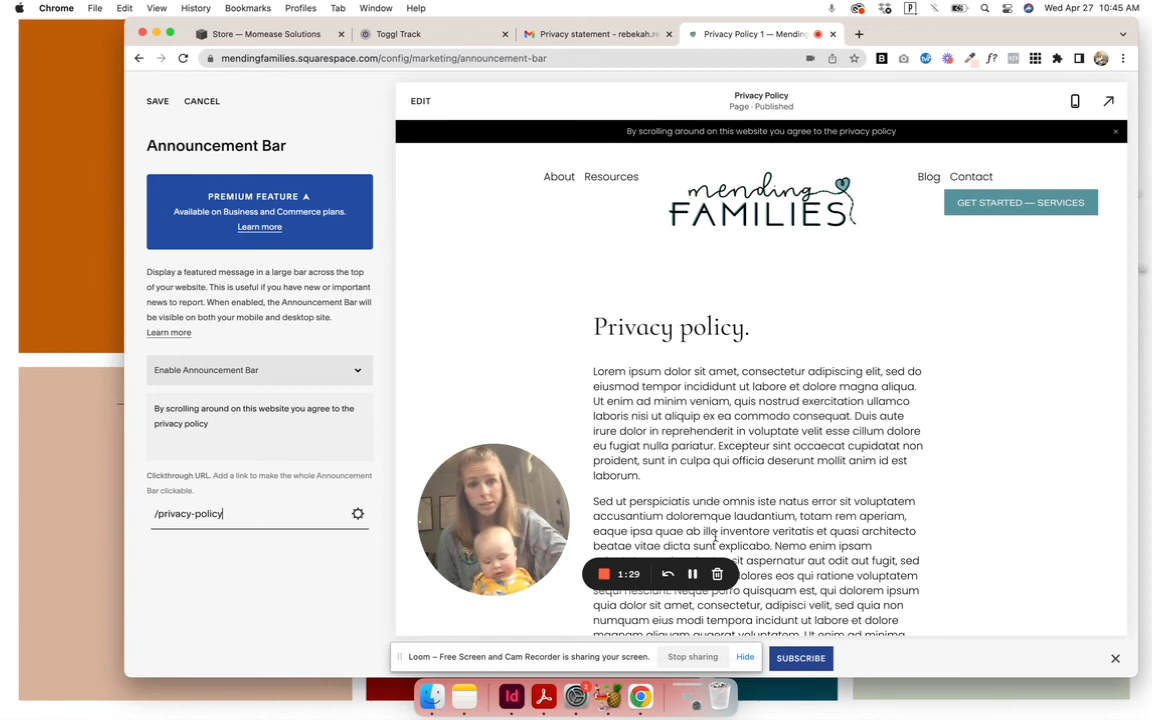 Chrome File Edit View History Bookmarks Profiles Tab Window Help
Wed Apr 27 10:45 AM
Store — Momease Solutions
Toggl Track
Privacy statement - rebekah.re
Privacy Policy 1 — Mending
mendingfamilies.squarespace.com/config/marketing/announcement-bar
SAVE CANCEL
EDIT
Privacy Policy
Page · Published
Announcement Bar
PREMIUM FEATURE
Available on Business and Commerce plans.
Learn more
Display a featured message in a large bar across the top
of your website. This is useful if you have new or important
news to report. When enabled, the Announcement Bar will
be visible on both your mobile and desktop site.
Learn more
Enable Announcement Bar
By scrolling around on this website you agree to the
privacy policy
Clickthrough URL. Add a link to make the whole Announcement
Bar clickable.
/privacy-policy
By scrolling around on this website you agree to the privacy policy
About Resources
mending
FAMILIES
Blog Contact
GET STARTED — SERVICES
Privacy policy.
Lorem ipsum dolor sit amet, consectetur adipiscing elit, sed do
eiusmod tempor incididunt ut labore et dolore magna aliqua.
Ut enim ad minim veniam, quis nostrud exercitation ullamco
laboris nisi ut aliquip ex ea commodo consequat. Duis aute
irure dolor in reprehenderit in voluptate velit esse cillum dolore
eu fugiat nulla pariatur. Excepteur sint occaecat cupidatat non
proident, sunt in culpa qui officia deserunt mollit anim id est
laborum.
Sed ut perspiciatis unde omnis iste natus error sit voluptatem
accusantium doloremque laudantium, totam rem aperiam,
eaque ipsa quae ab illo inventore veritatis et quasi architecto
beatae vitae dicta sunt explicabo. Nemo enim ipsam
sit aspernatur aut odit aut fugit, sed
dolores eos qui ratione voluptatem
sequi nesciunt. Neque porro quisquam est, qui dolorem ipsum
quia dolor sit amet, consectetur, adipisci velit, sed quia non
numquam eius modi tempora incidunt ut labore et dolore
magnam aliquam quaerat voluptatem. Ut enim ad minima
1:29
Loom – Free Screen and Cam Recorder is sharing your screen.
Stop sharing
Hide
SUBSCRIBE
Id